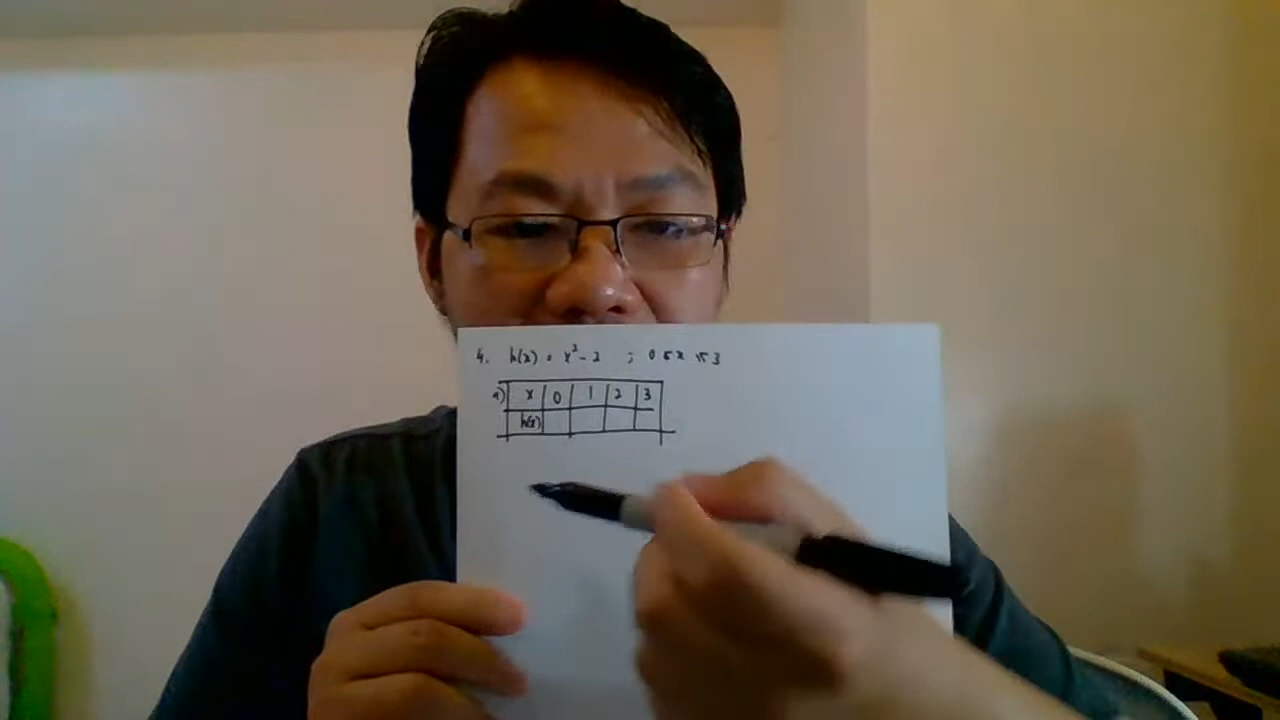 4. h(x) = x² - 2 ; 0 ≤ x ≤ 3
a) x 0 1 2 3
h(x)